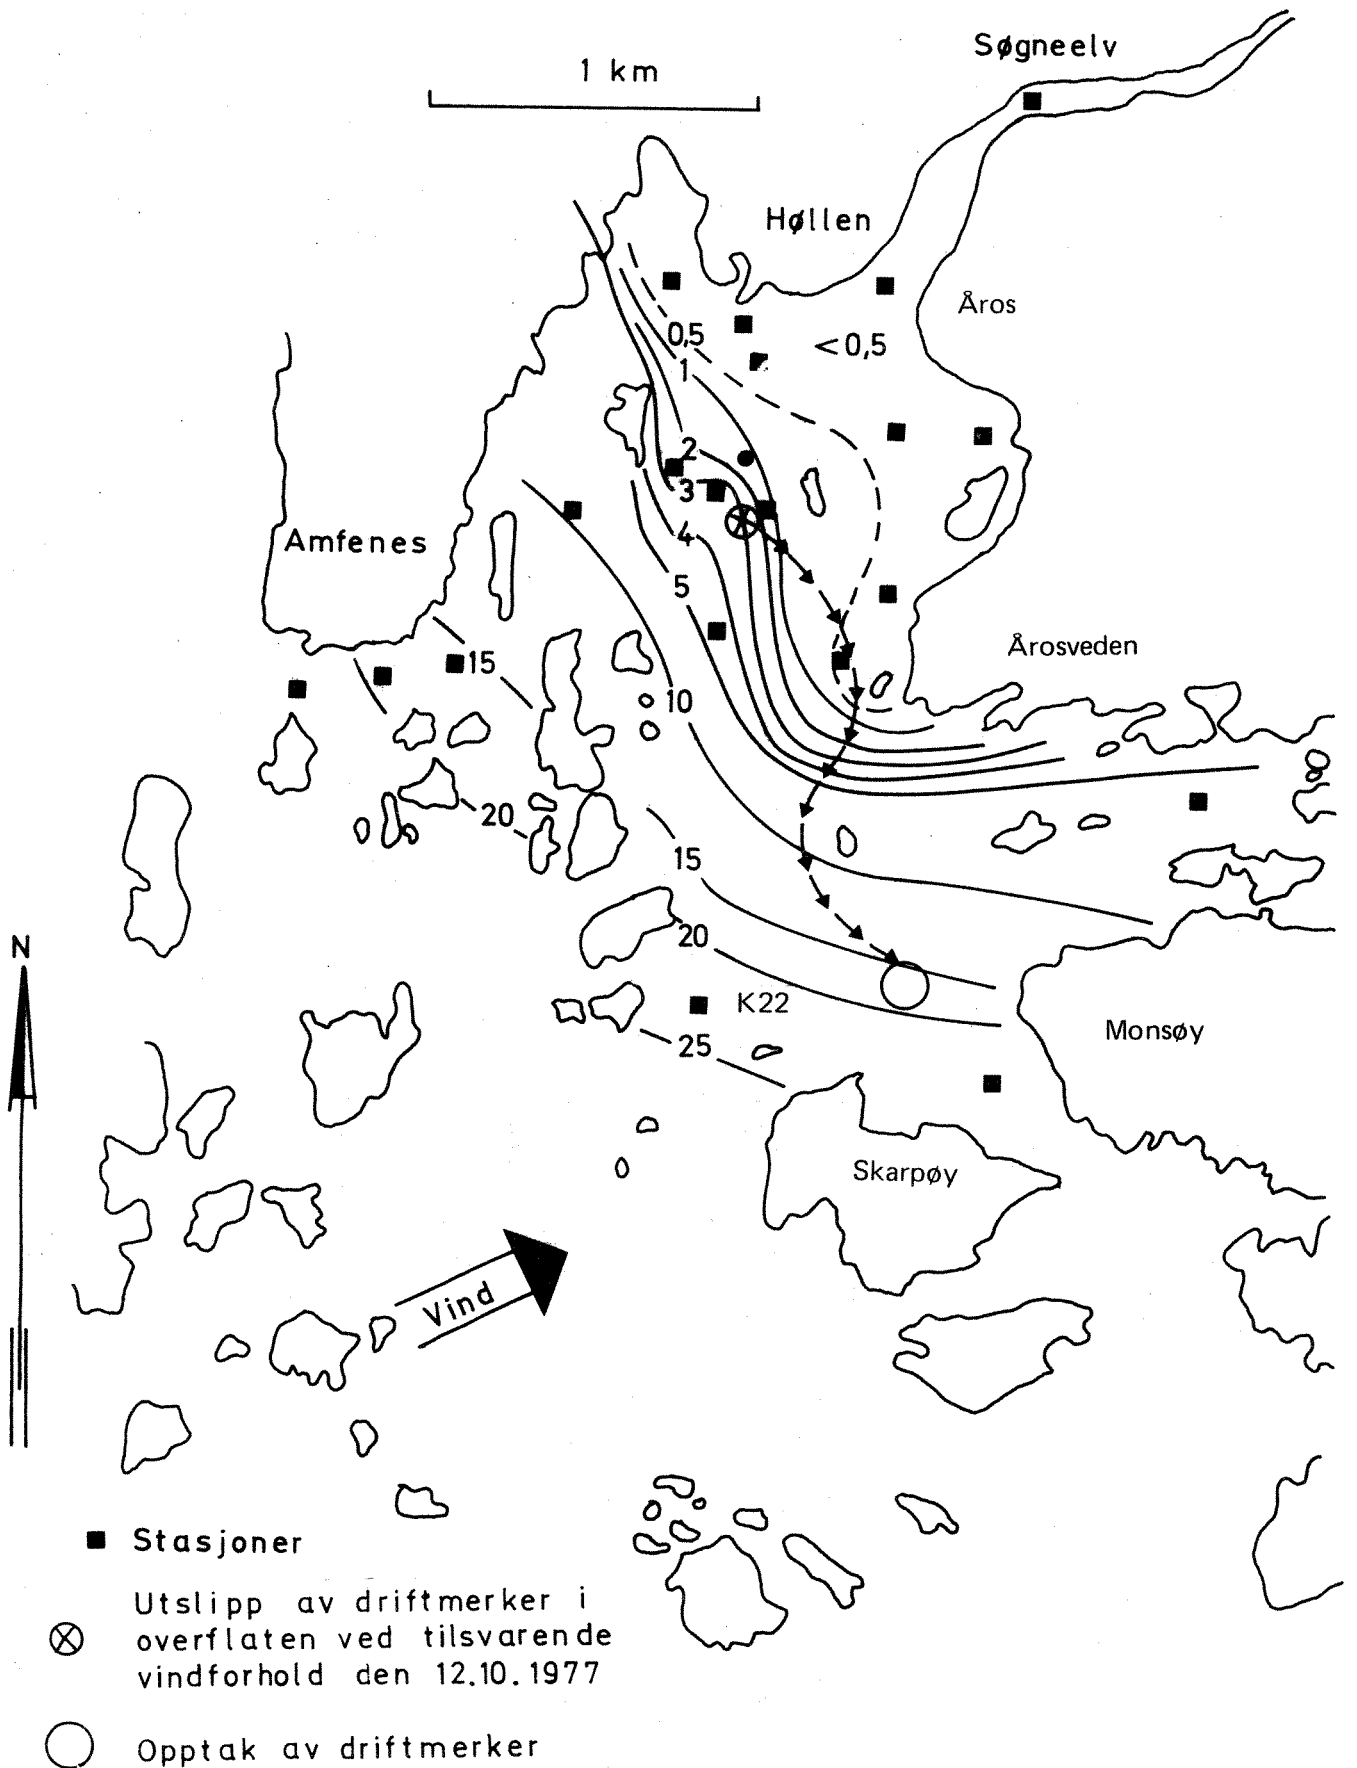 Søgneelv
1 km
Høllen
Åros
0,5
<0,5
1
2
3
Amfenes
4
5
Årosveden
15
10
20
15
20
N
K22
Monsøy
25
Skarpøy
Vind
Stasjoner
Utslipp av driftmerker i
overflaten ved tilsvarende
vindforhold den 12.10.1977
Opptak av driftmerker